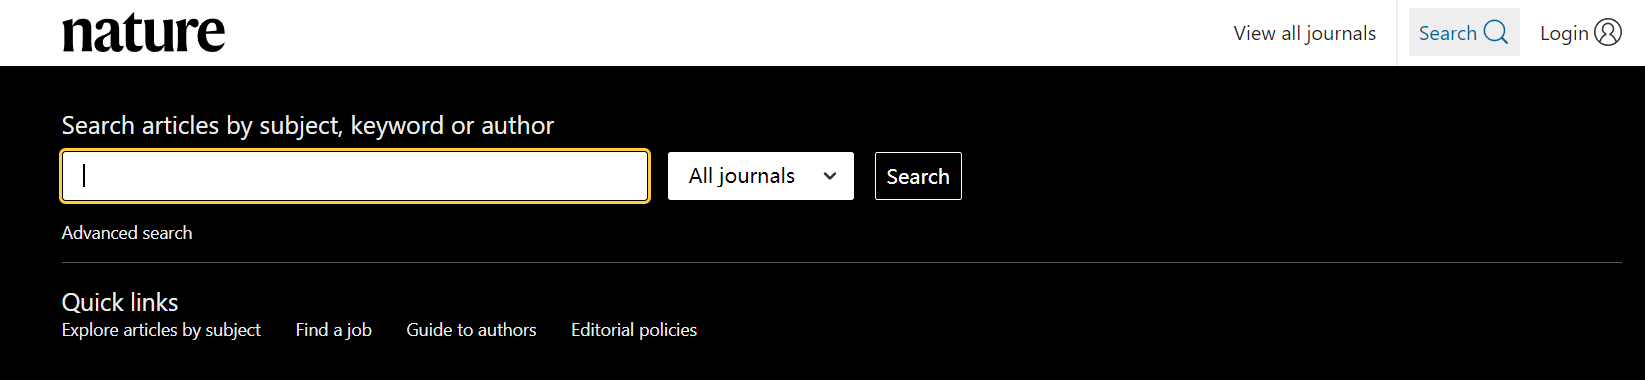 nature View all journals Search Login
Search articles by subject, keyword or author
All journals Search
Advanced search
Quick links
Explore articles by subject Find a job Guide to authors Editorial policies